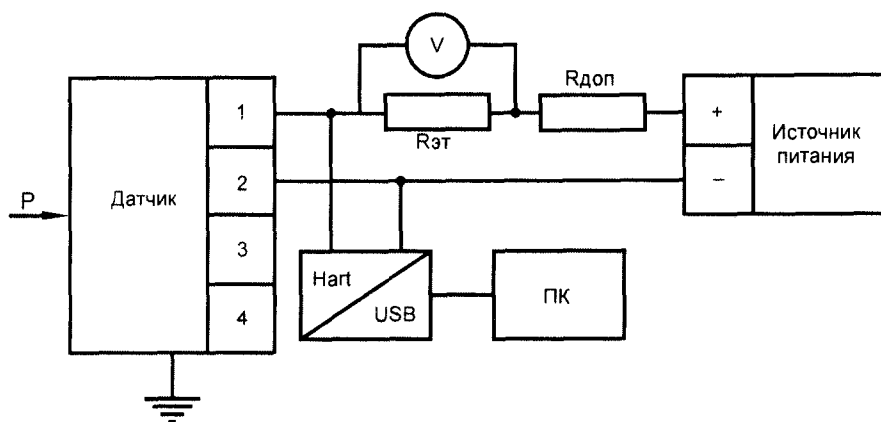 V
Rдоп
1
Rэт
+
Источник
питания
2
–
P
Датчик
3
Hart
USB
ПК
4